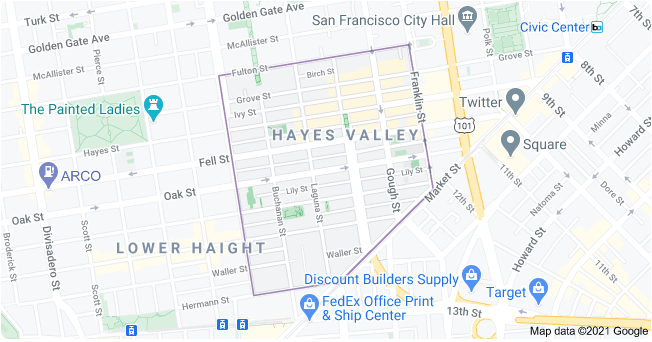 Golden Gate Ave
Turk St
Golden Gate Ave
San Francisco City Hall
Civic Center
7th St
McAllister St
McAllister St
Pierce St
Polk St
Fulton St
Birch St
Grove St
8th St
The Painted Ladies
Grove St
Ivy St
Franklin St
Twitter
9th St
101
Minna
Howard St
HAYES VALLEY
Square
Hayes St
Fell St
ARCO
Oak St
Lily St
Lily St
Gough St
Market St
11th St
12th St
Dore St
Natoma St
Oak St
Buchanan St
Laguna St
Scott St
Divisadero St
Broderick St
LOWER HAIGHT
Waller St
Waller St
Howard St
11th St
Scott St
Hermann St
Discount Builders Supply
Target
FedEx Office Print
& Ship Center
13th St
Map data ©2021 Google